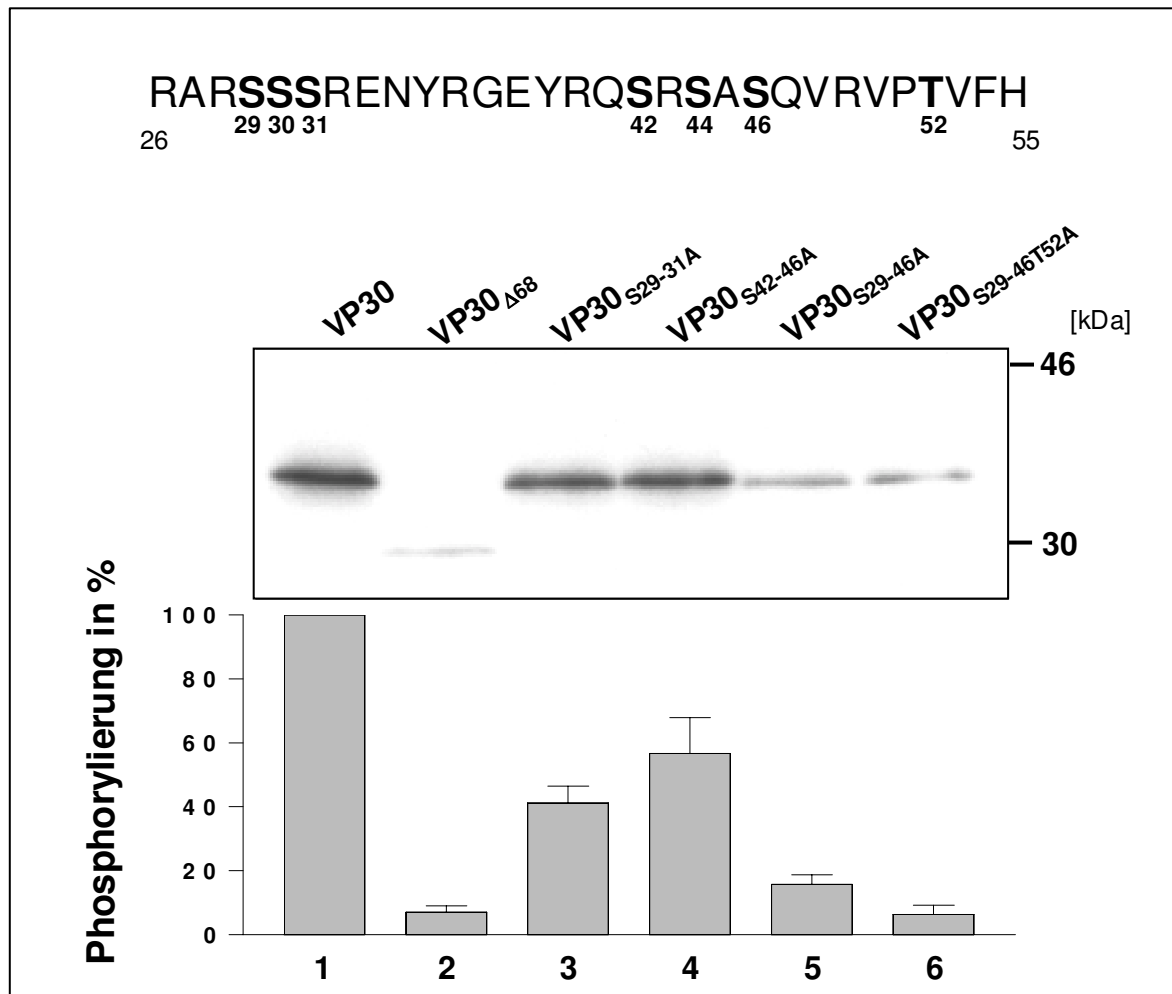 RARSSSRENYRGEYRQSRSASQVRVPTVFH
29 30 31 42 44 46 52
26 55
VP30 VP30Δ68 VP30S29-31A VP30S42-46A VP30S29-46A VP30S29-46T52A
[kDa]
46
30
Phosphorylierung in %
100
80
60
40
20
0
1 2 3 4 5 6